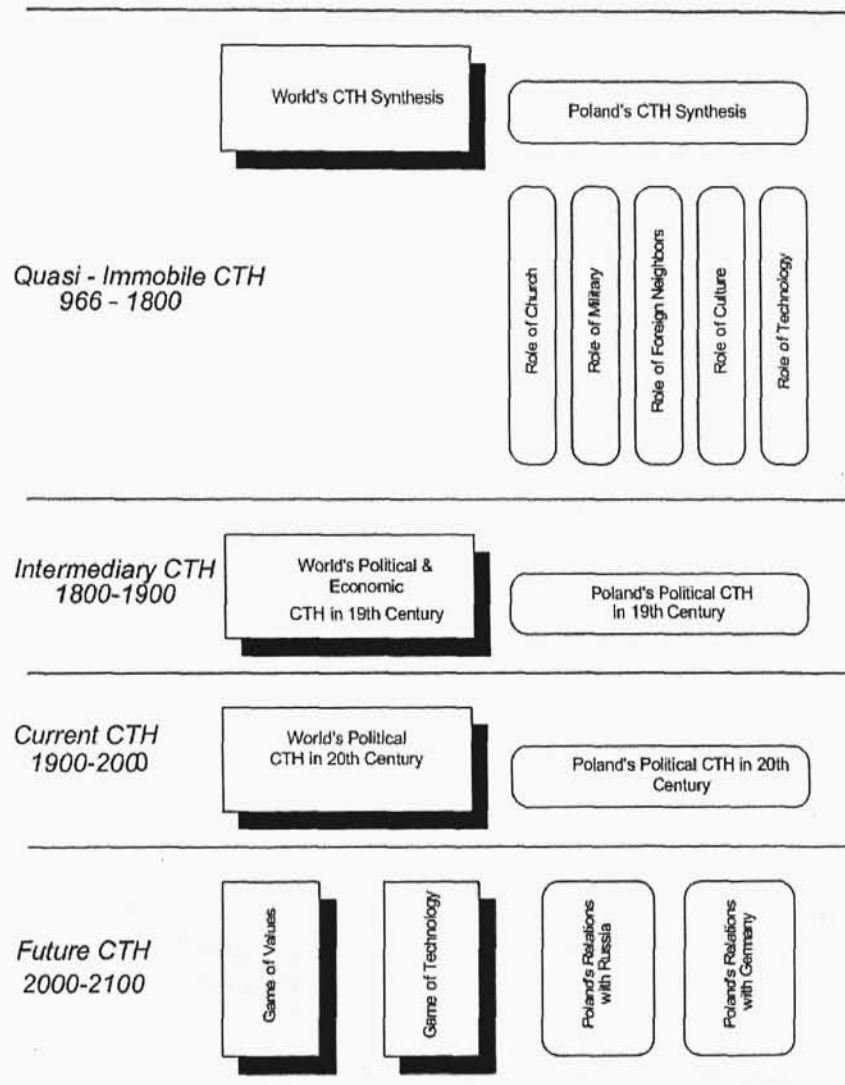 World's CTH Synthesis
Poland's CTH Synthesis
Quasi - Immobile CTH
966 - 1800
Role of Church
Role of Military
Role of Foreign Neighbors
Role of Culture
Role of Technology
Intermediary CTH
1800-1900
World's Political &
Economic
CTH in 19th Century
Poland's Political CTH
In 19th Century
Current CTH
1900-2000
World's Political
CTH in 20th Century
Poland's Political CTH in 20th
Century
Future CTH
2000-2100
Game of Values
Game of Technology
Poland's Relations
with Russia
Poland's Relations
with Germany